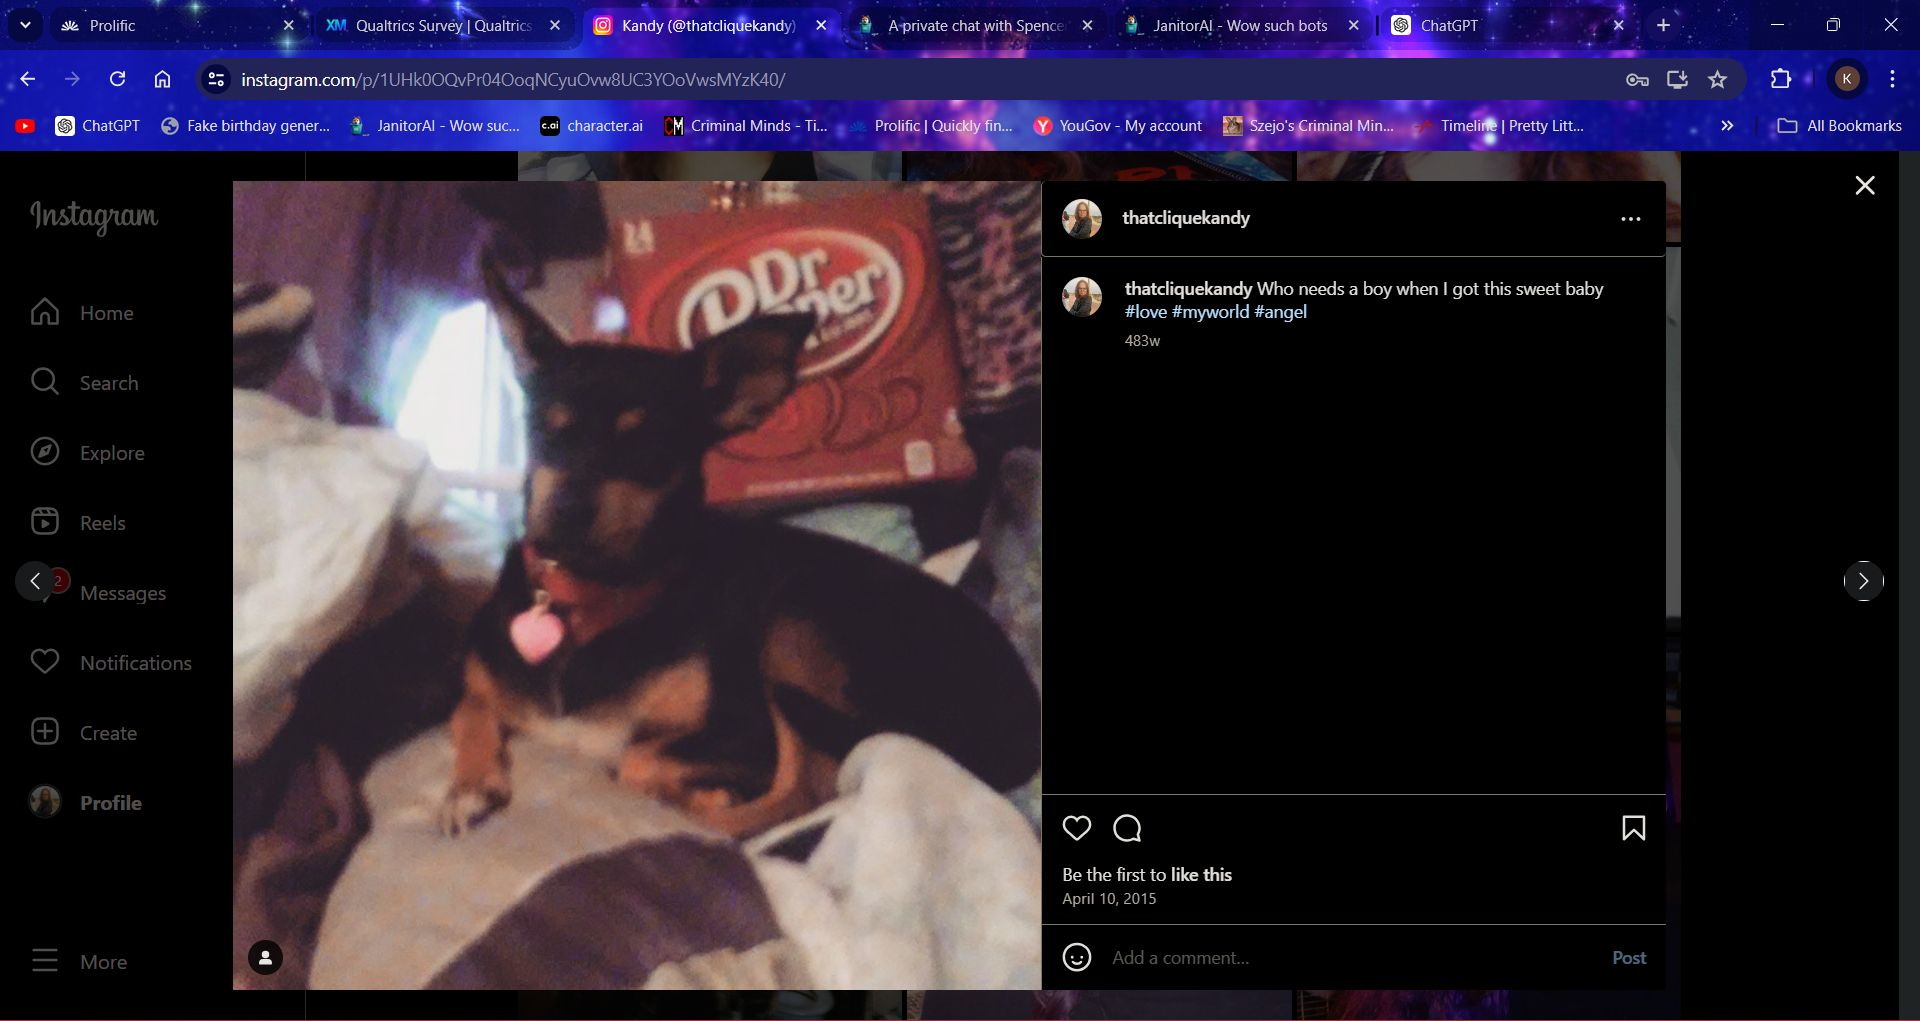 Prolific
Qualtrics Survey | Qualtrics
Kandy (@thatcliquekandy)
A private chat with Spence
JanitorAI - Wow such bots
ChatGPT
instagram.com/p/1UHk0OQvPr04OoqNCyuOvw8UC3YOoVwsMYzK40/
K
ChatGPT
Fake birthday gener...
JanitorAI - Wow suc...
c.ai
character.ai
CM
Criminal Minds - Ti...
Prolific | Quickly fin...
YouGov - My account
Szejo's Criminal Min...
Timeline | Pretty Litt...
All Bookmarks
Instagram
Home
Search
Explore
Reels
2
Messages
Notifications
Create
Profile
More
24
Dr
thatcliquekandy
thatcliquekandy Who needs a boy when I got this sweet baby
#love #myworld #angel
483w
Be the first to like this
April 10, 2015
Add a comment...
Post